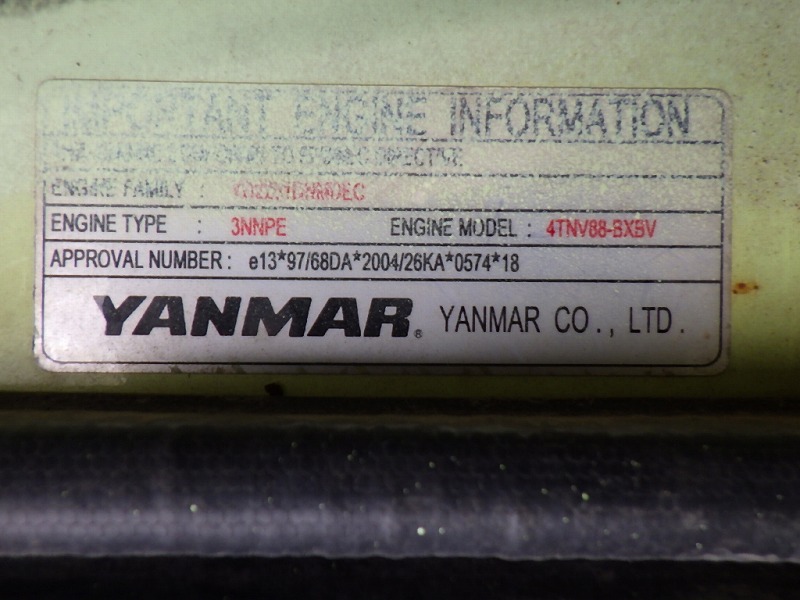 IMPORTANT ENGINE INFORMATION
ENGINE FAMILY :
ENGINE TYPE : 3NNPE ENGINE MODEL : 4TNV88-BXBV
APPROVAL NUMBER : e13*97/68DA*2004/26KA*0574*18
YANMAR® YANMAR CO., LTD.